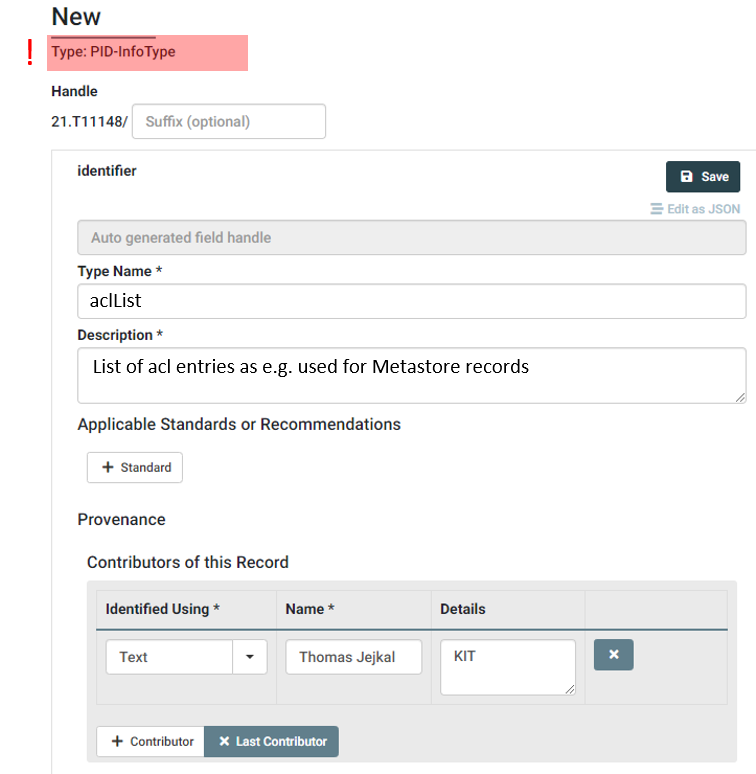 New
! Type: PID-InfoType
Handle
21.T11148/ Suffix (optional)
identifier
Save
Edit as JSON
Auto generated field handle
Type Name *
aclList
Description *
List of acl entries as e.g. used for Metastore records
Applicable Standards or Recommendations
+ Standard
Provenance
Contributors of this Record
Identified Using * Name * Details
Text Thomas Jejkal KIT
+ Contributor × Last Contributor